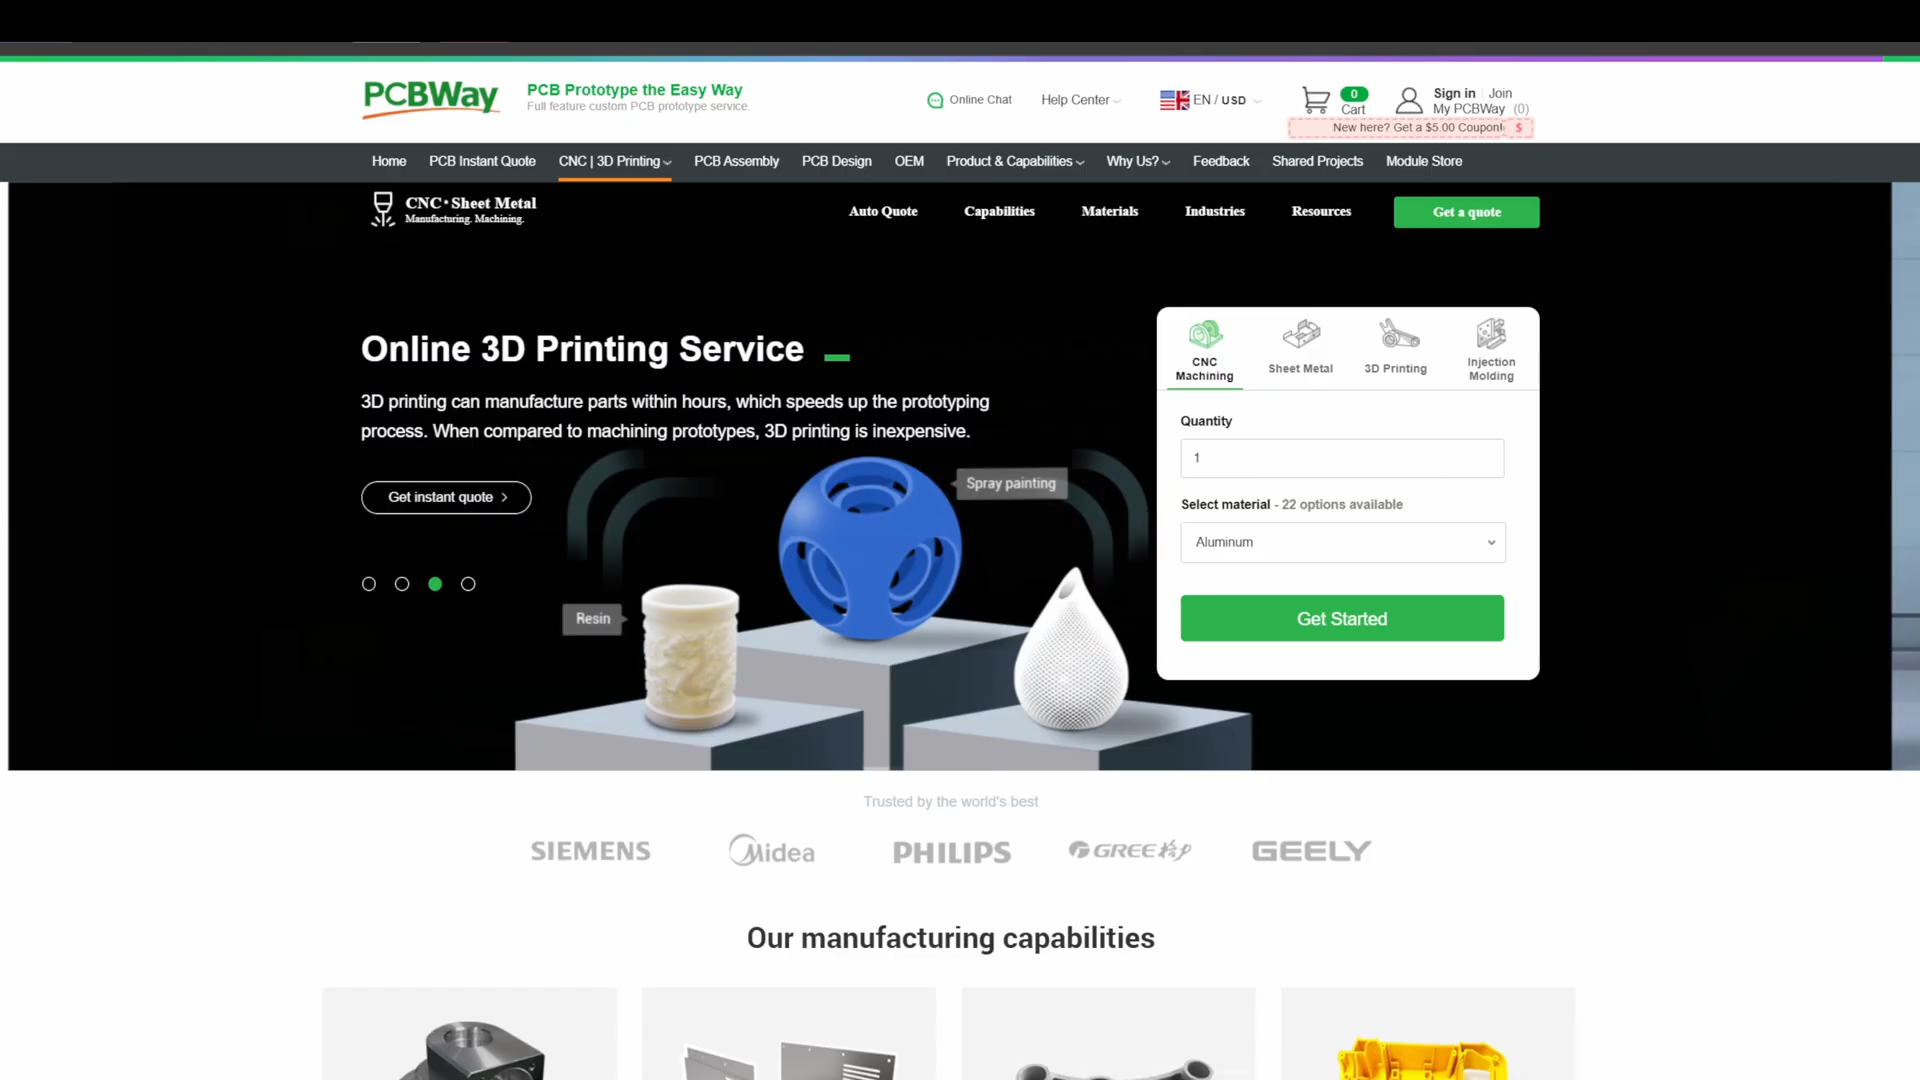 PCBWay
PCB Prototype the Easy Way
Full feature custom PCB prototype service.
Online Chat
Help Center
EN / USD
0
Cart
Sign in
Join
My PCBWay (0)
New here? Get a $5.00 Coupon!
$
Home
PCB Instant Quote
CNC | 3D Printing
PCB Assembly
PCB Design
OEM
Product & Capabilities
Why Us?
Feedback
Shared Projects
Module Store
CNC•Sheet Metal
Manufacturing. Machining.
Auto Quote
Capabilities
Materials
Industries
Resources
Get a quote
Online 3D Printing Service
3D printing can manufacture parts within hours, which speeds up the prototyping
process. When compared to machining prototypes, 3D printing is inexpensive.
Get instant quote
Spray painting
Resin
CNC
Machining
Sheet Metal
3D Printing
Injection
Molding
Quantity
1
Select material - 22 options available
Aluminum
Get Started
Trusted by the world's best
SIEMENS
Midea
PHILIPS
GREE格力
GEELY
Our manufacturing capabilities